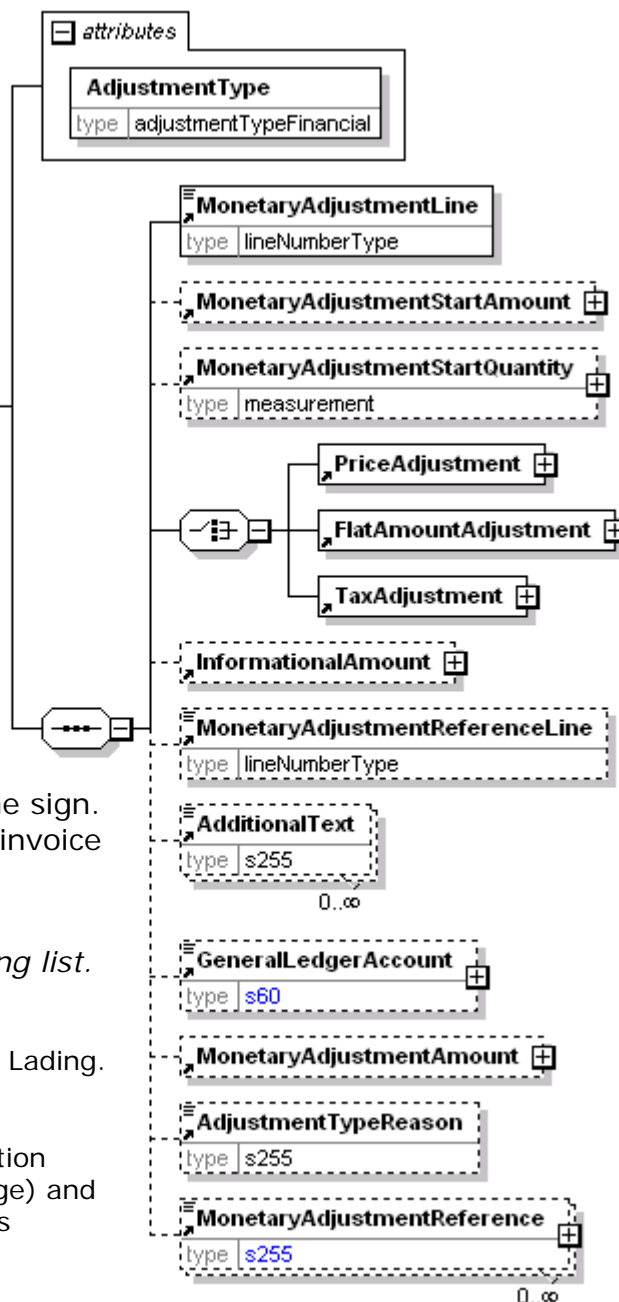 attributes
AdjustmentType
type adjustmentTypeFinancial
MonetaryAdjustmentLine
type lineNumberType
MonetaryAdjustmentStartAmount
MonetaryAdjustmentStartQuantity
type measurement
PriceAdjustment
FlatAmountAdjustment
TaxAdjustment
InformationalAmount
MonetaryAdjustmentReferenceLine
type lineNumberType
e sign.
invoice
AdditionalText
type s255
0..∞
ng list.
GeneralLedgerAccount
type s60
Lading.
MonetaryAdjustmentAmount
AdjustmentTypeReason
type s255
tion
ge) and
s
MonetaryAdjustmentReference
type s255
0..∞